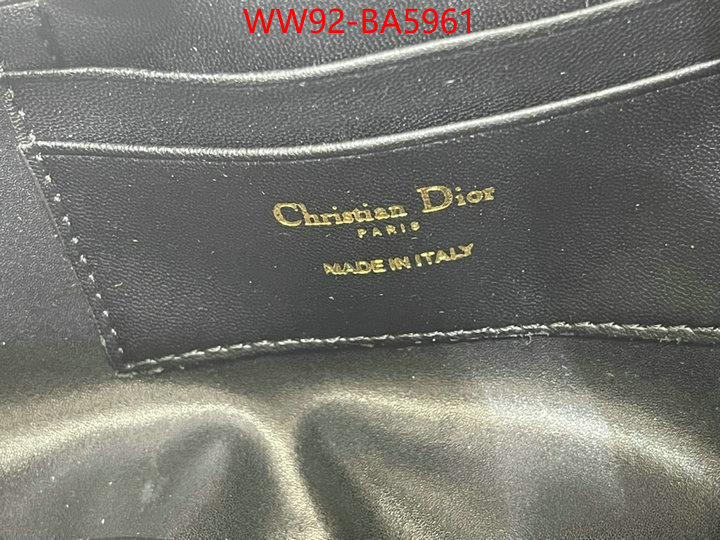 WW92-BA5961
Christian Dior
PARIS
MADE IN ITALY